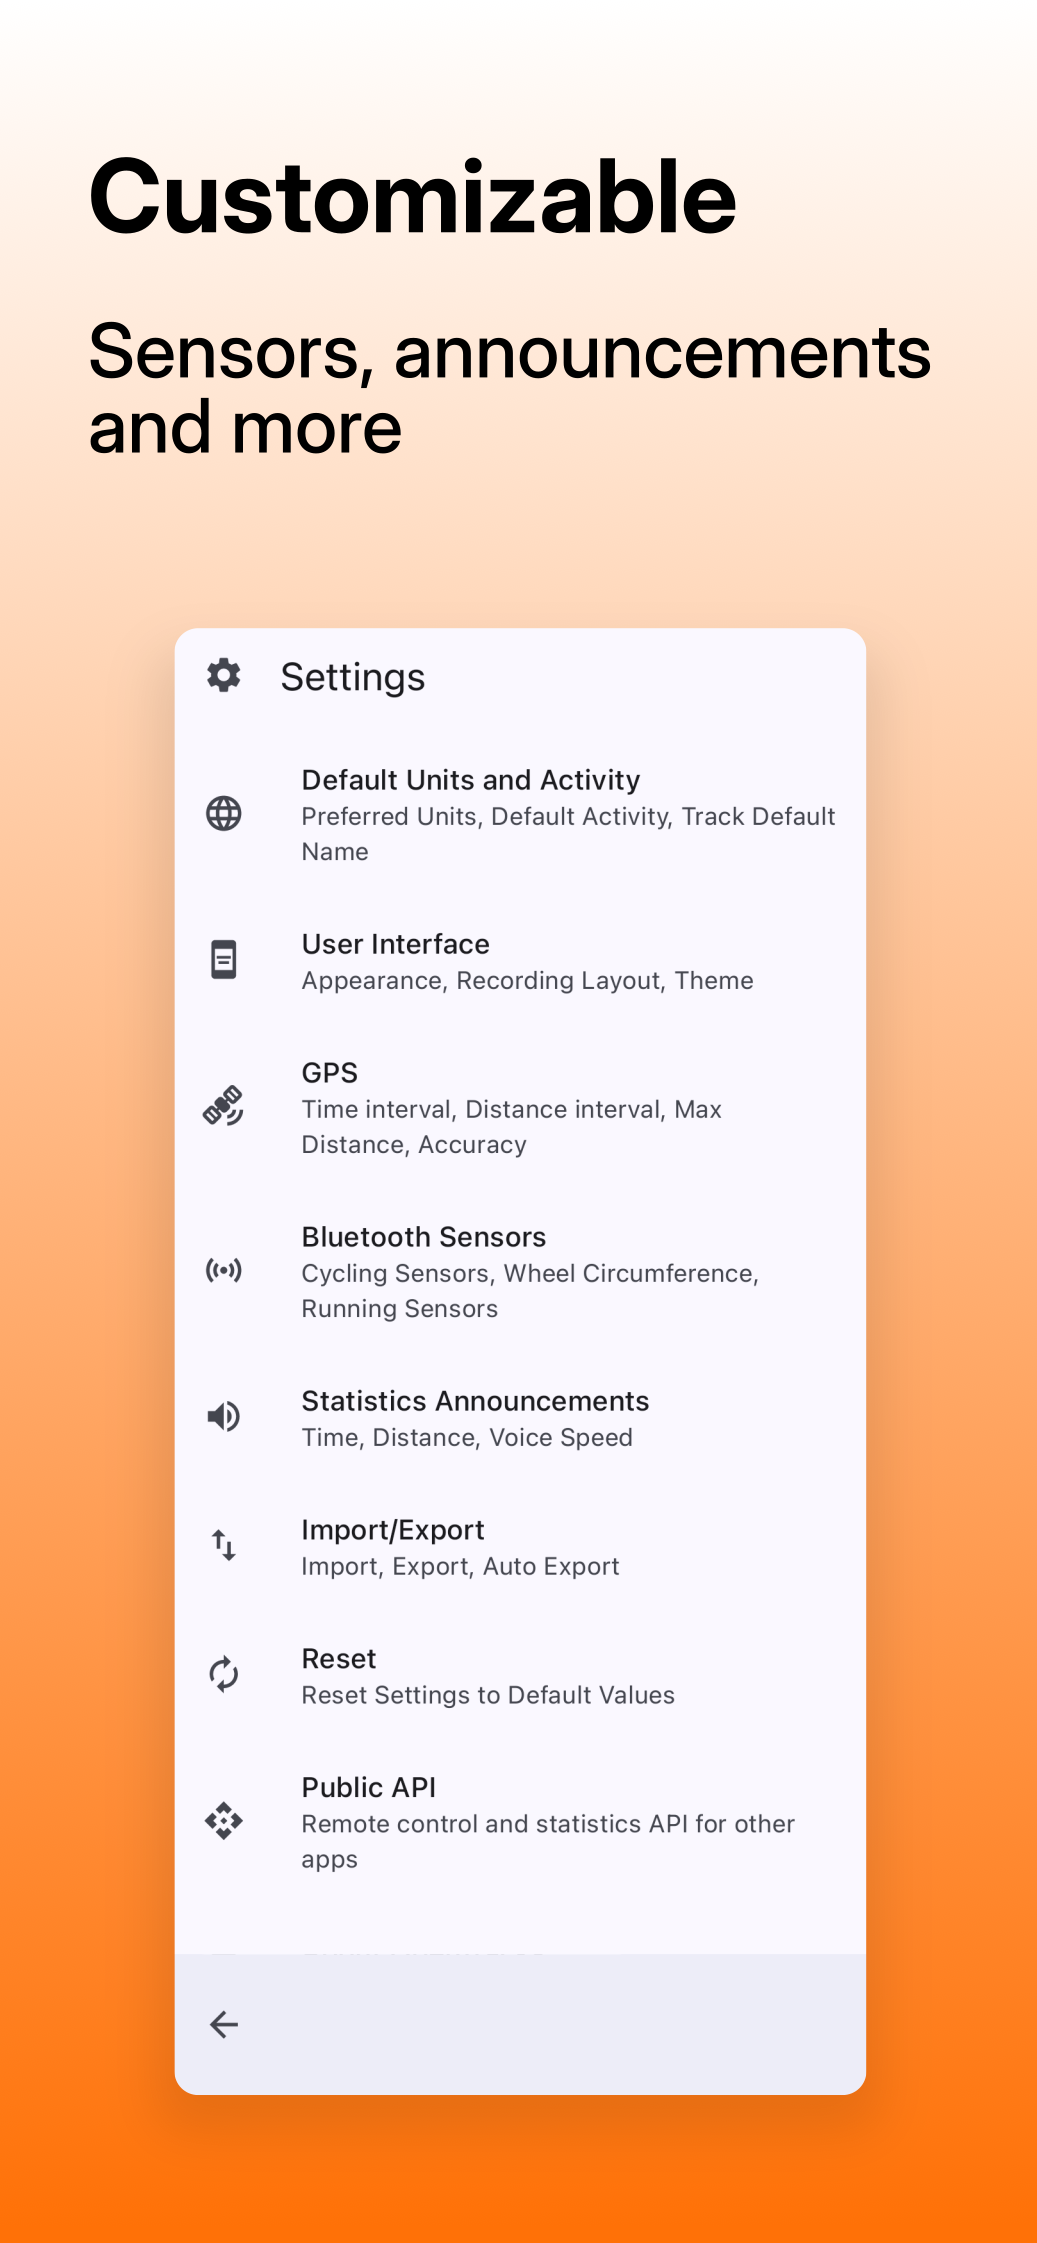 Customizable
Sensors, announcements
and more
Settings
Default Units and Activity
Preferred Units, Default Activity, Track Default
Name
User Interface
Appearance, Recording Layout, Theme
GPS
Time interval, Distance interval, Max
Distance, Accuracy
Bluetooth Sensors
Cycling Sensors, Wheel Circumference,
Running Sensors
Statistics Announcements
Time, Distance, Voice Speed
Import/Export
Import, Export, Auto Export
Reset
Reset Settings to Default Values
Public API
Remote control and statistics API for other
apps